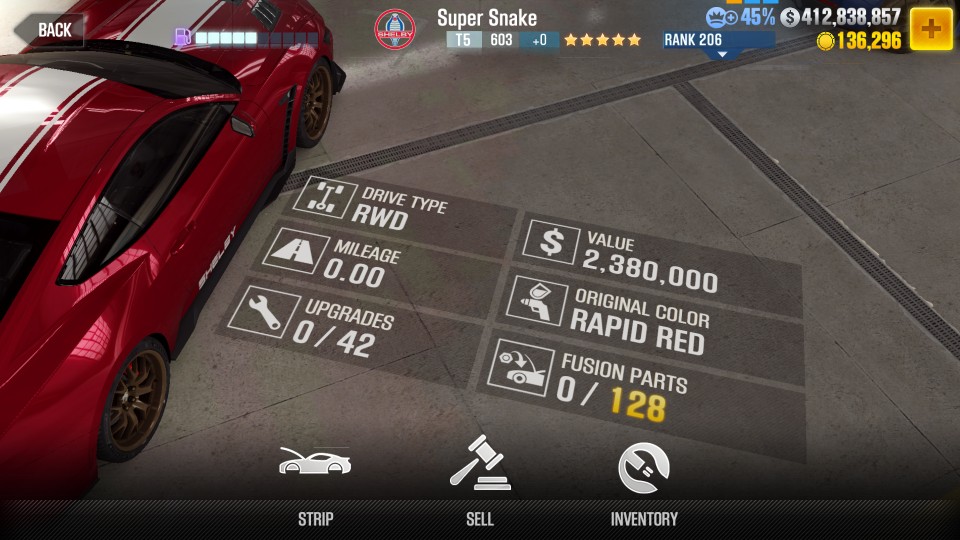 BACK
SHELBY
Super Snake
T5 603 +0
45% $ 412,838,857
RANK 206
136,296
DRIVE TYPE
RWD
MILEAGE
0.00
UPGRADES
0 / 42
$ VALUE
2,380,000
ORIGINAL COLOR
RAPID RED
FUSION PARTS
0 / 128
SHELBY
STRIP
SELL
INVENTORY